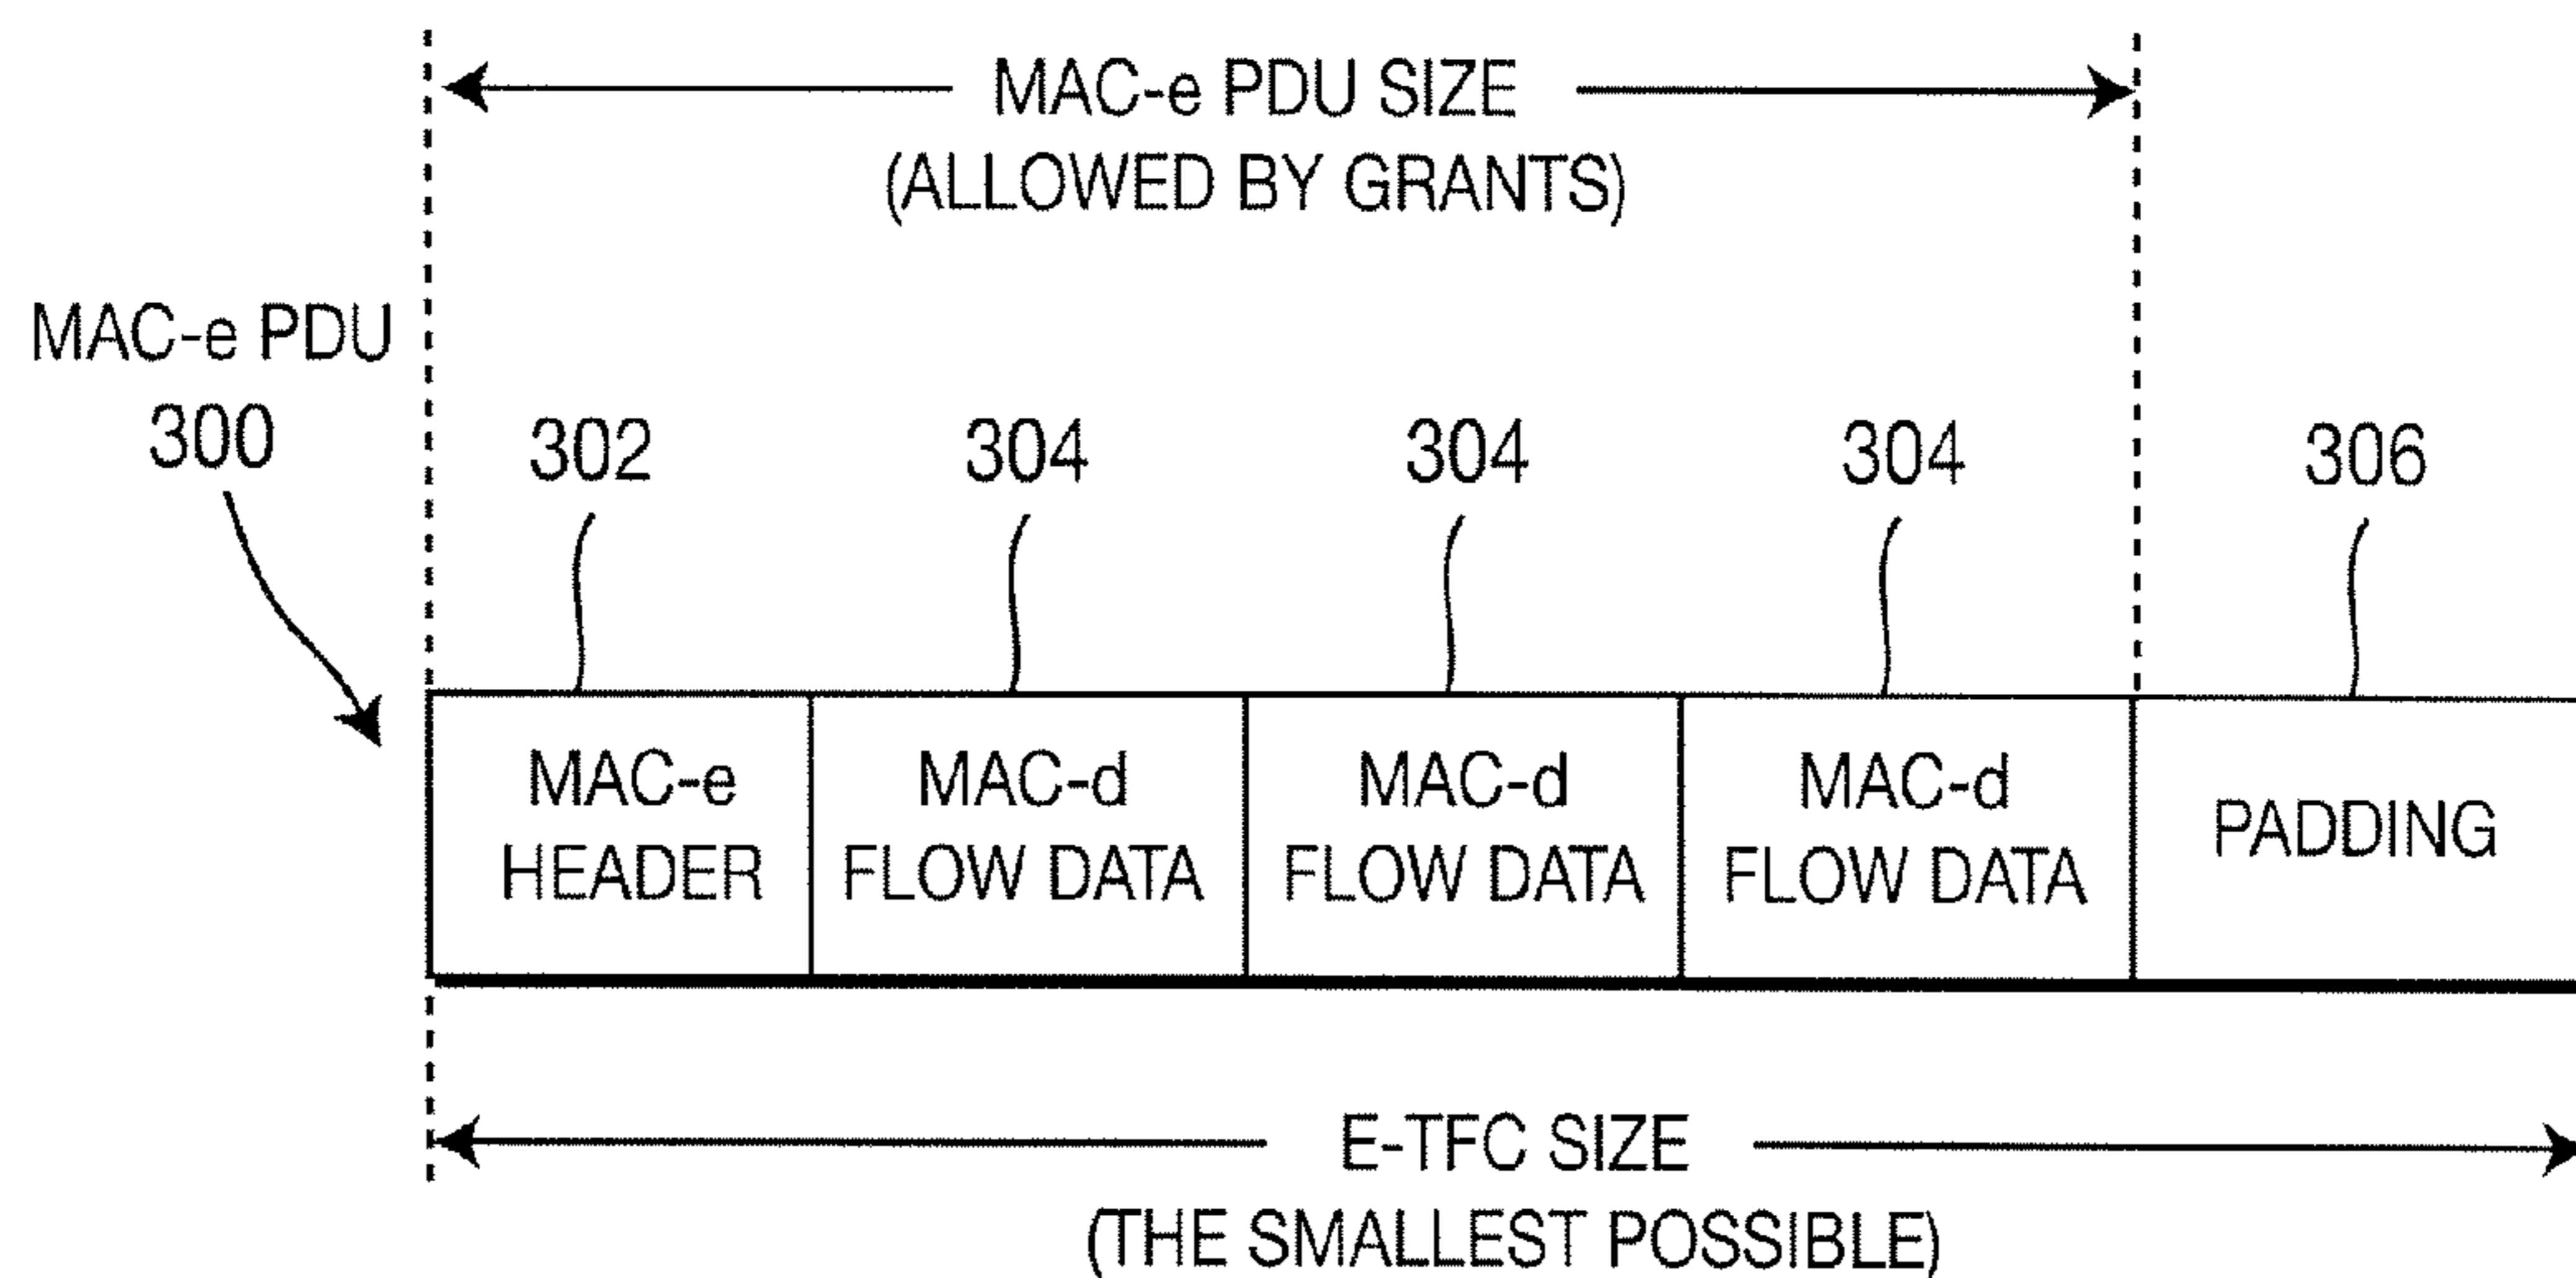 MAC-e PDU SIZE
(ALLOWED BY GRANTS)
MAC-e PDU
300
302
304
304
304
306
MAC-e
HEADER
MAC-d
FLOW DATA
MAC-d
FLOW DATA
MAC-d
FLOW DATA
PADDING
E-TFC SIZE
(THE SMALLEST POSSIBLE)